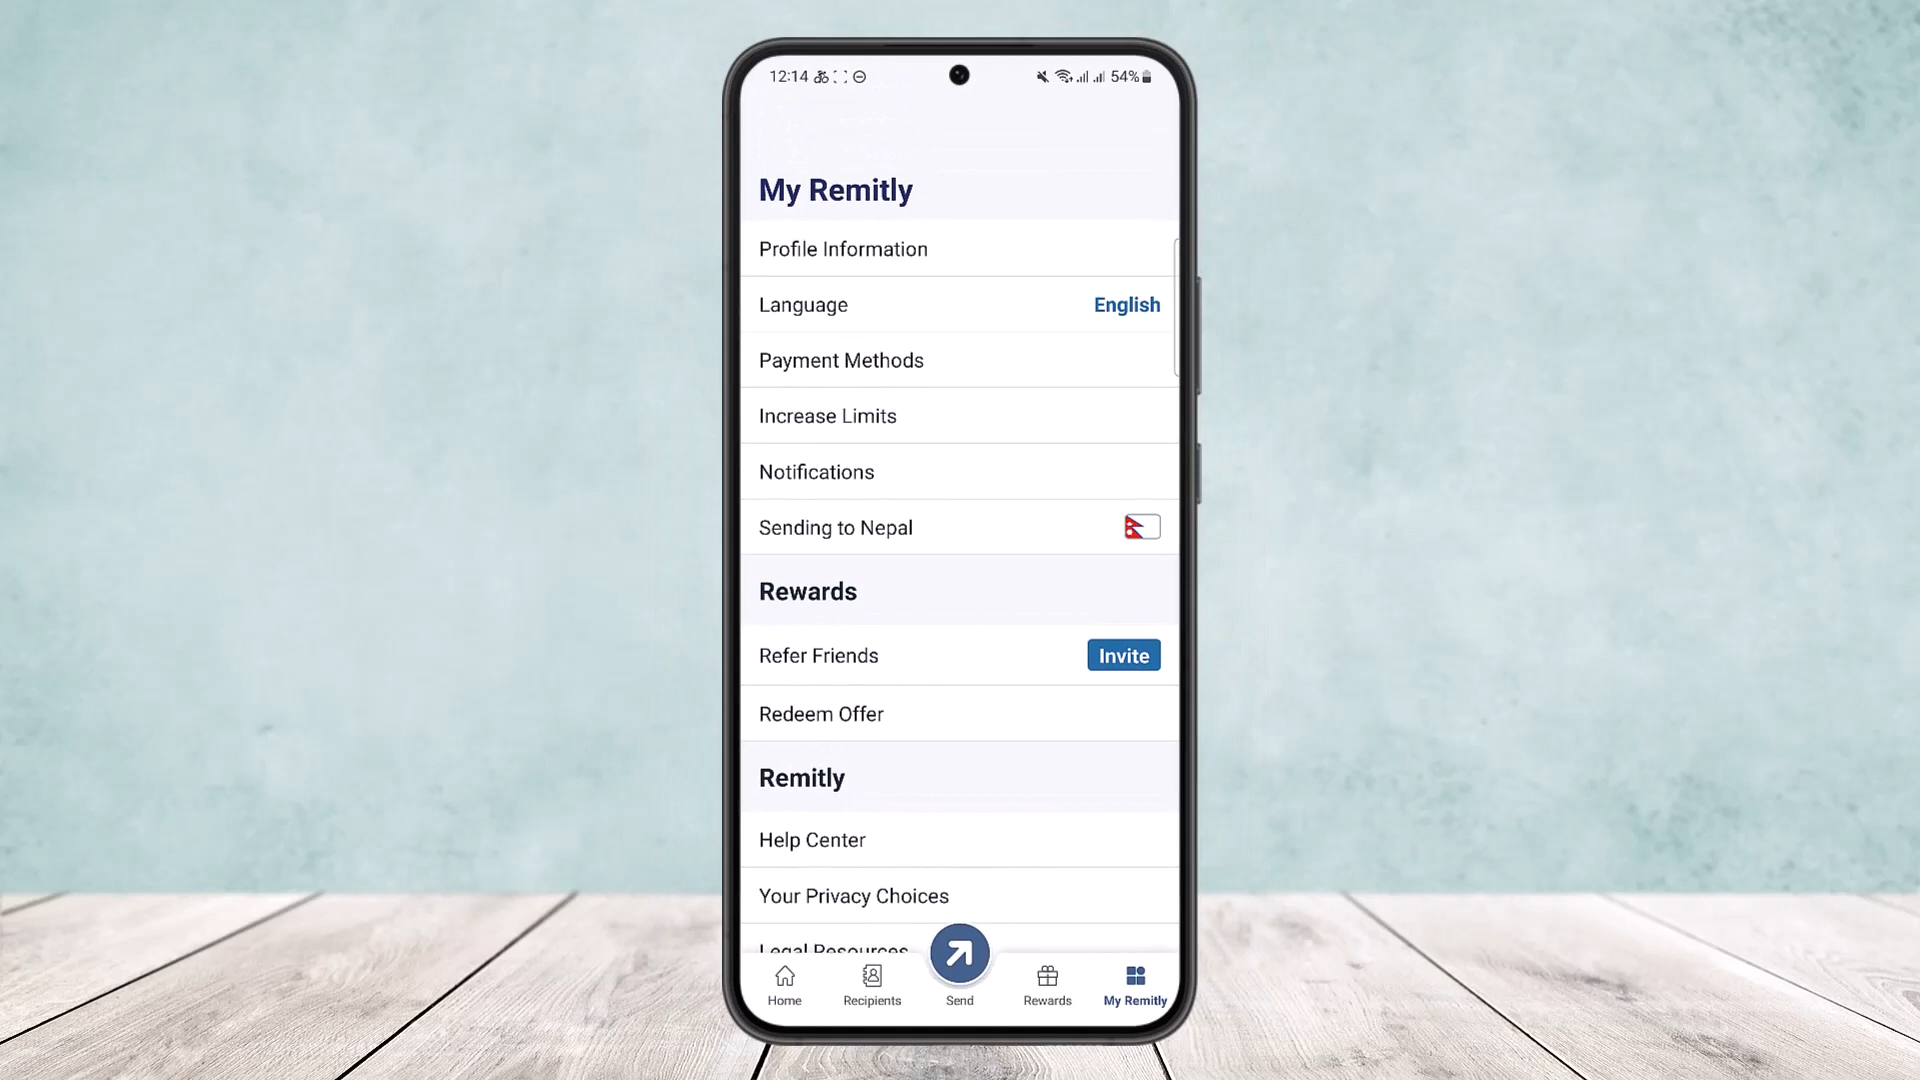 12:14 54%
My Remitly
Profile Information
Language English
Payment Methods
Increase Limits
Notifications
Sending to Nepal
Rewards
Refer Friends Invite
Redeem Offer
Remitly
Help Center
Your Privacy Choices
Legal Resources
Home Recipients Send Rewards My Remitly